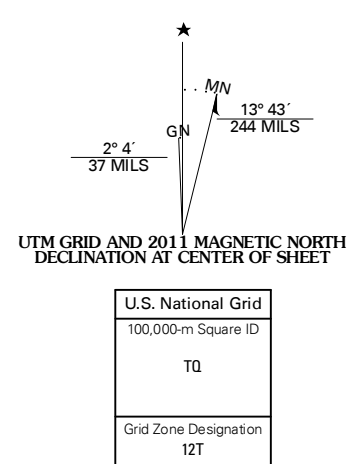 MN
GN
13° 43´
244 MILS
2° 4´
37 MILS
UTM GRID AND 2011 MAGNETIC NORTH
DECLINATION AT CENTER OF SHEET
U.S. National Grid
100,000-m Square ID
TQ
Grid Zone Designation
12T